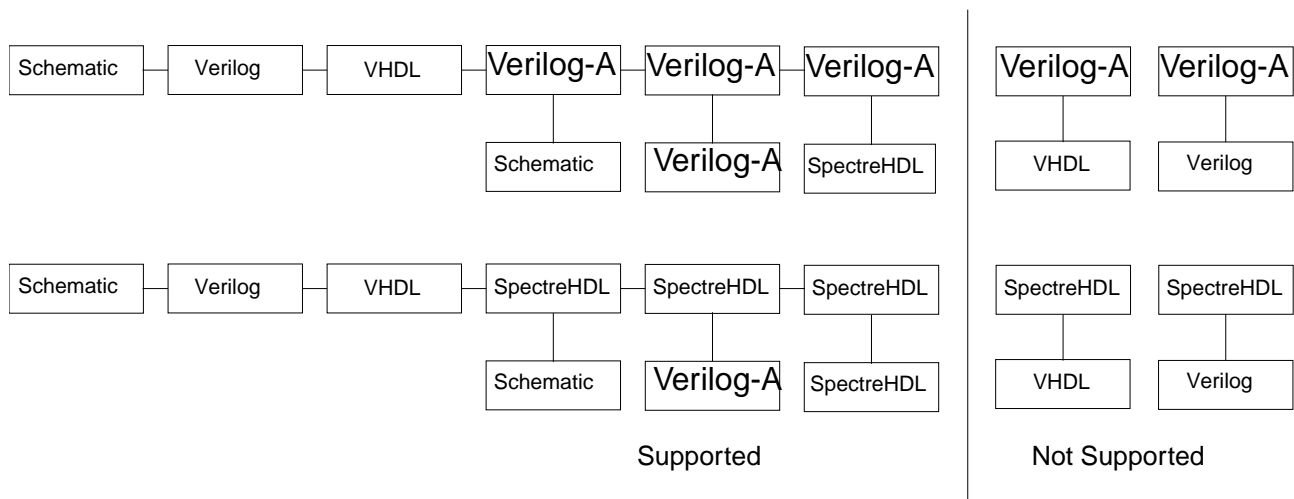 Schematic Verilog VHDL Verilog-A Verilog-A Verilog-A Verilog-A Verilog-A
Schematic Verilog-A SpectreHDL VHDL Verilog
Schematic Verilog VHDL SpectreHDL SpectreHDL SpectreHDL SpectreHDL SpectreHDL
Schematic Verilog-A SpectreHDL VHDL Verilog
Supported Not Supported